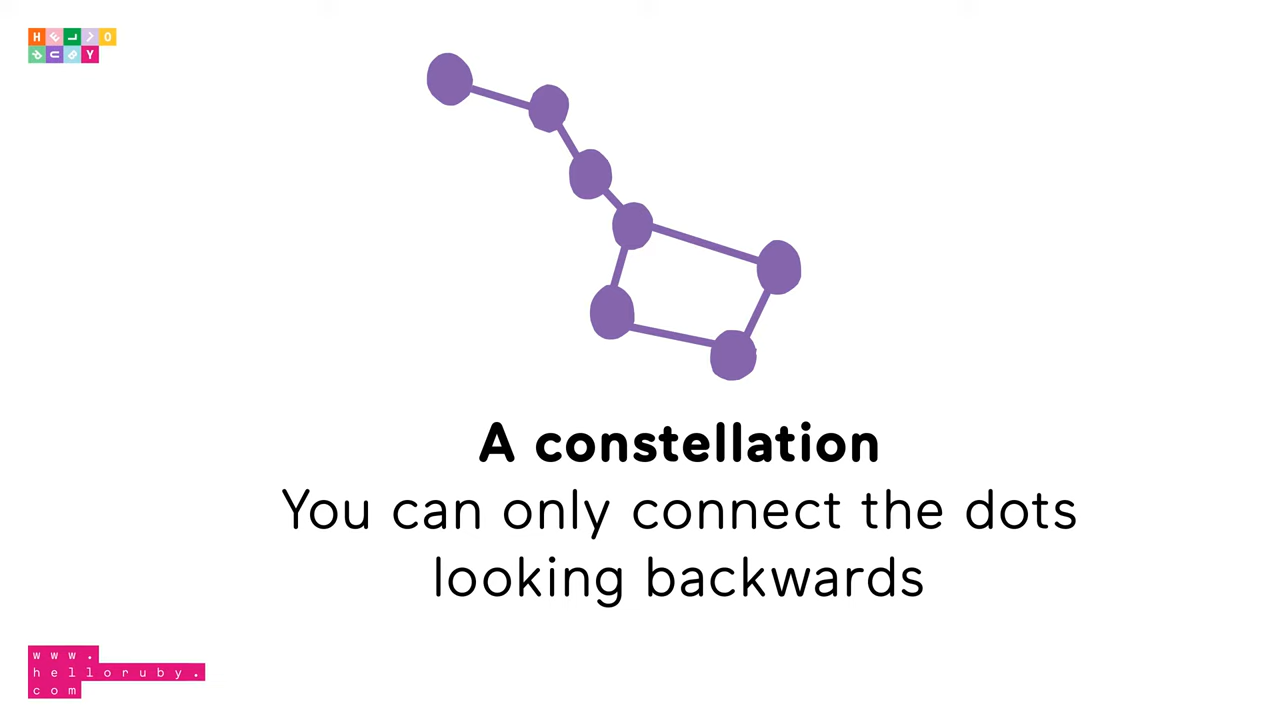 HELLO
RUBY
A constellation
You can only connect the dots
looking backwards
www.
helloruby.
com